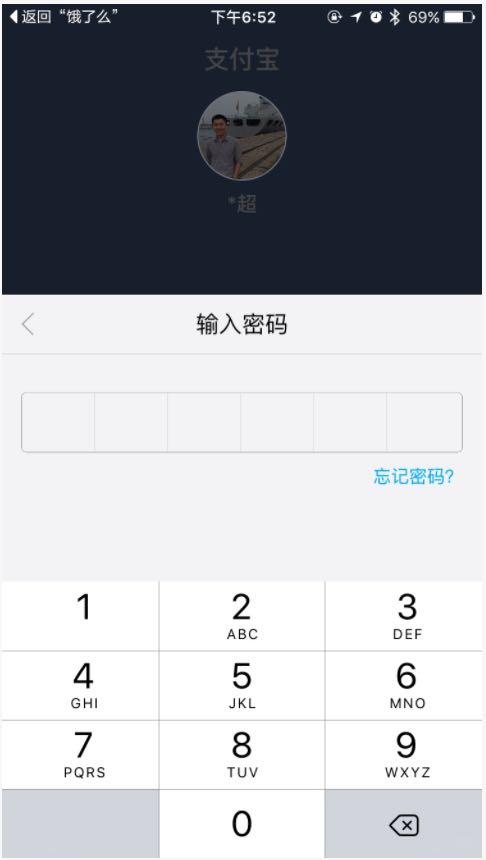 返回“饿了么” 下午6:52 69%
支付宝
*超
输入密码
忘记密码?
1 2 3
ABC DEF
4 5 6
GHI JKL MNO
7 8 9
PQRS TUV WXYZ
0